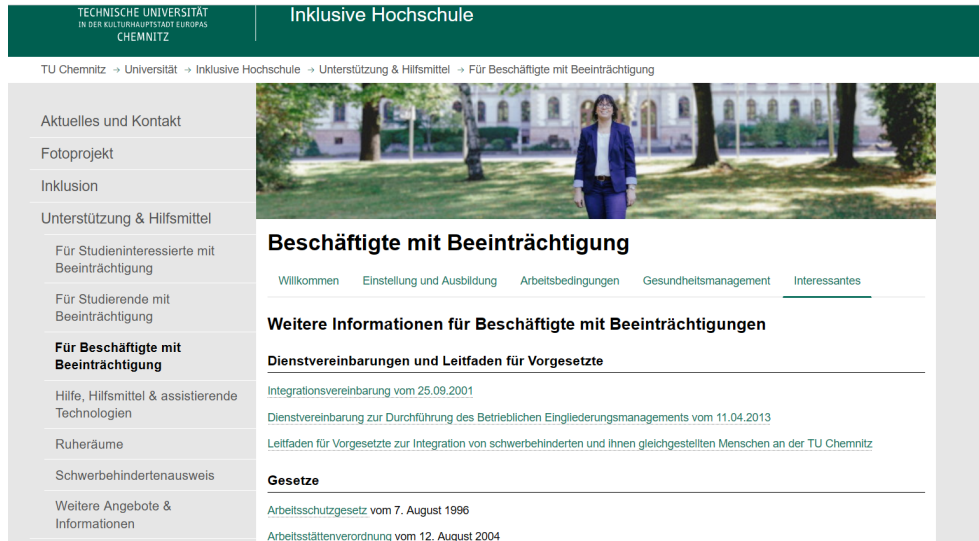 TECHNISCHE UNIVERSITÄT
IN DER KULTURHAUPTSTADT EUROPAS
CHEMNITZ
Inklusive Hochschule
TU Chemnitz → Universität → Inklusive Hochschule → Unterstützung & Hilfsmittel → Für Beschäftigte mit Beeinträchtigung
Aktuelles und Kontakt
Fotoprojekt
Inklusion
Unterstützung & Hilfsmittel
Für Studieninteressierte mit
Beeinträchtigung
Für Studierende mit
Beeinträchtigung
Für Beschäftigte mit
Beeinträchtigung
Hilfe, Hilfsmittel & assistierende
Technologien
Ruheräume
Schwerbehindertenausweis
Weitere Angebote &
Informationen
Beschäftigte mit Beeinträchtigung
Willkommen Einstellung und Ausbildung Arbeitsbedingungen Gesundheitsmanagement Interessantes
Weitere Informationen für Beschäftigte mit Beeinträchtigungen
Dienstvereinbarungen und Leitfaden für Vorgesetzte
Integrationsvereinbarung vom 25.09.2001
Dienstvereinbarung zur Durchführung des Betrieblichen Eingliederungsmanagements vom 11.04.2013
Leitfaden für Vorgesetzte zur Integration von schwerbehinderten und ihnen gleichgestellten Menschen an der TU Chemnitz
Gesetze
Arbeitsschutzgesetz vom 7. August 1996
Arbeitsstättenverordnung vom 12. August 2004